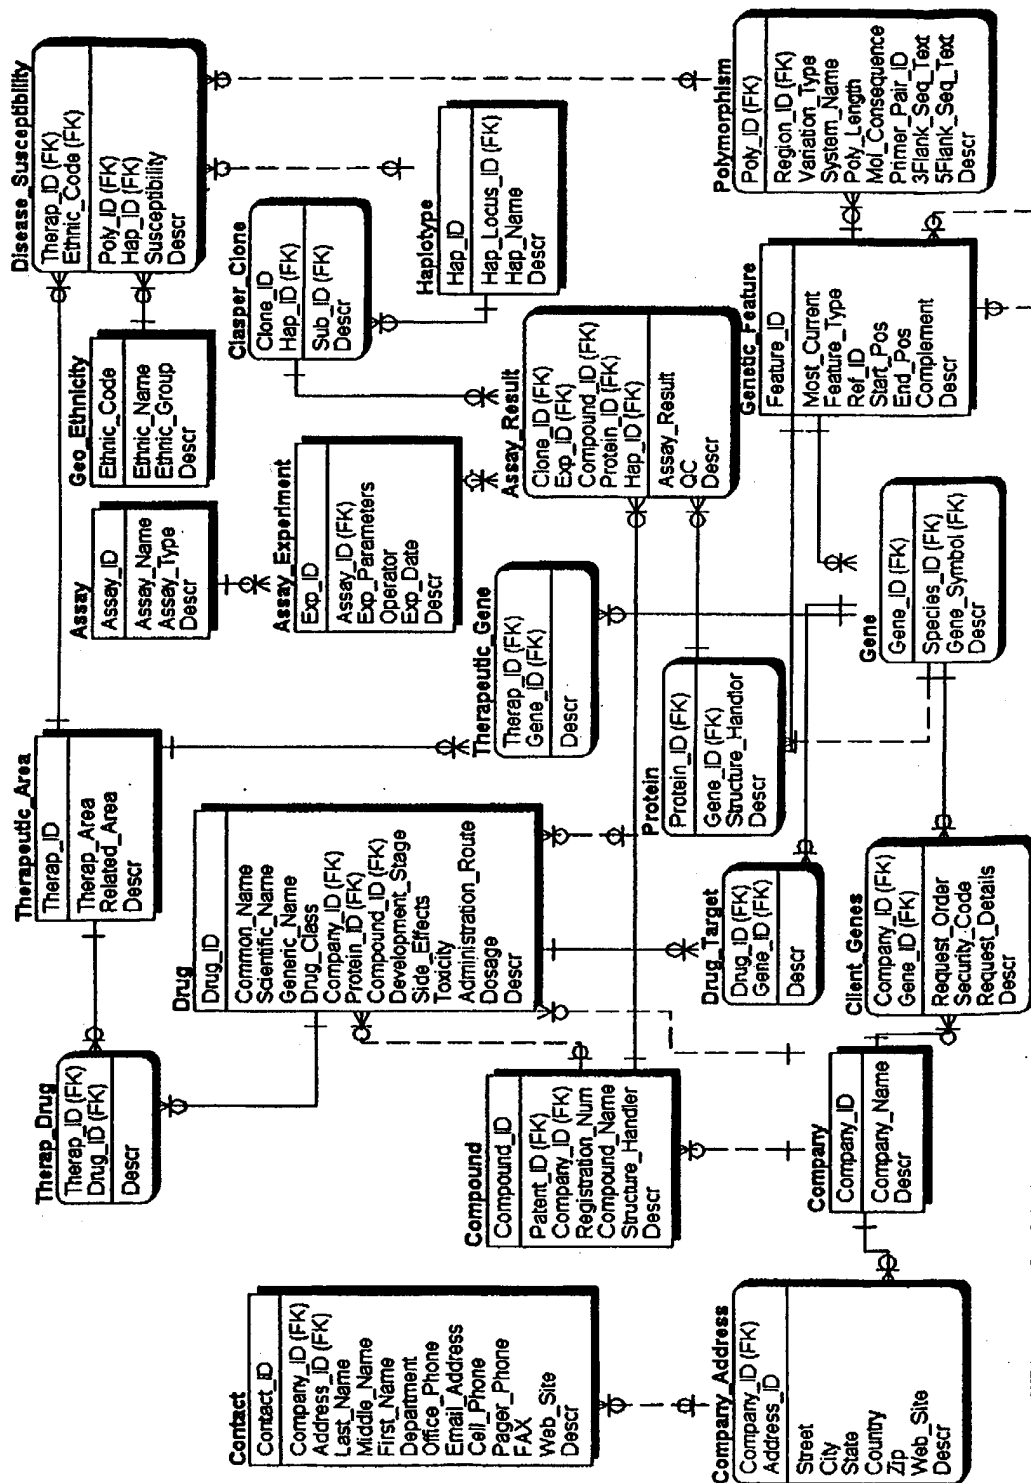 Therap_Drug
Therap_ID (FK)
Drug_ID (FK)
Descr
Therapeutic_Area
Therap_ID
Therap_Area
Related_Area
Descr
Assay
Assay_ID
Assay_Name
Assay_Type
Descr
Geo_Ethnicity
Ethnic_Code
Ethnic_Name
Ethnic_Group
Descr
Disease_Susceptibility
Therap_ID (FK)
Ethnic_Code (FK)
Poly_ID (FK)
Hap_ID (FK)
Susceptibility
Descr
Contact
Contact_ID
Company_ID (FK)
Address_ID (FK)
Last_Name
Middle_Name
First_Name
Department
Office_Phone
Email_Address
Cell_Phone
Pager_Phone
FAX
Web_Site
Descr
Compound
Compound_ID
Patent_ID (FK)
Company_ID (FK)
Registration_Num
Compound_Name
Structure_Handler
Descr
Drug
Drug_ID
Common_Name
Scientific_Name
Generic_Name
Drug_Class
Company_ID (FK)
Protein_ID (FK)
Compound_ID (FK)
Development_Stage
Side_Effects
Toxicity
Administration_Route
Dosage
Descr
Therapeutic_Gene
Therap_ID (FK)
Gene_ID (FK)
Descr
Assay_Experiment
Exp_ID
Assay_ID (FK)
Exp_Parameters
Operator
Exp_Date
Descr
Clasper_Clone
Clone_ID
Hap_ID (FK)
Sub_ID (FK)
Descr
Haplotype
Hap_ID
Hap_Locus_ID (FK)
Hap_Name
Descr
Assay_Result
Clone_ID (FK)
Exp_ID (FK)
Compound_ID (FK)
Protein_ID (FK)
Hap_ID (FK)
Assay_Result
QC
Descr
Protein
Protein_ID (FK)
Gene_ID (FK)
Structure_Handlor
Descr
Company_Address
Company_ID (FK)
Address_ID
Street
City
State
Country
Zip
Web_Site
Descr
Company
Company_ID
Company_Name
Descr
Drug_Target
Drug_ID (FK)
Gene_ID (FK)
Descr
Client_Genes
Company_ID (FK)
Gene_ID (FK)
Request_Order
Security_Code
Request_Details
Descr
Gene
Gene_ID (FK)
Species_ID (FK)
Gene_Symbol (FK)
Descr
Genetic_Feature
Feature_ID
Most_Current
Feature_Type
Ref_ID
Start_Pos
End_Pos
Complement
Descr
Polymorphism
Poly_ID (FK)
Region_ID (FK)
Variation_Type
System_Name
Poly_Length
Mol_Consequence
Primer_Pair_ID
3Flank_Seq_Text
5Flank_Seq_Text
Descr